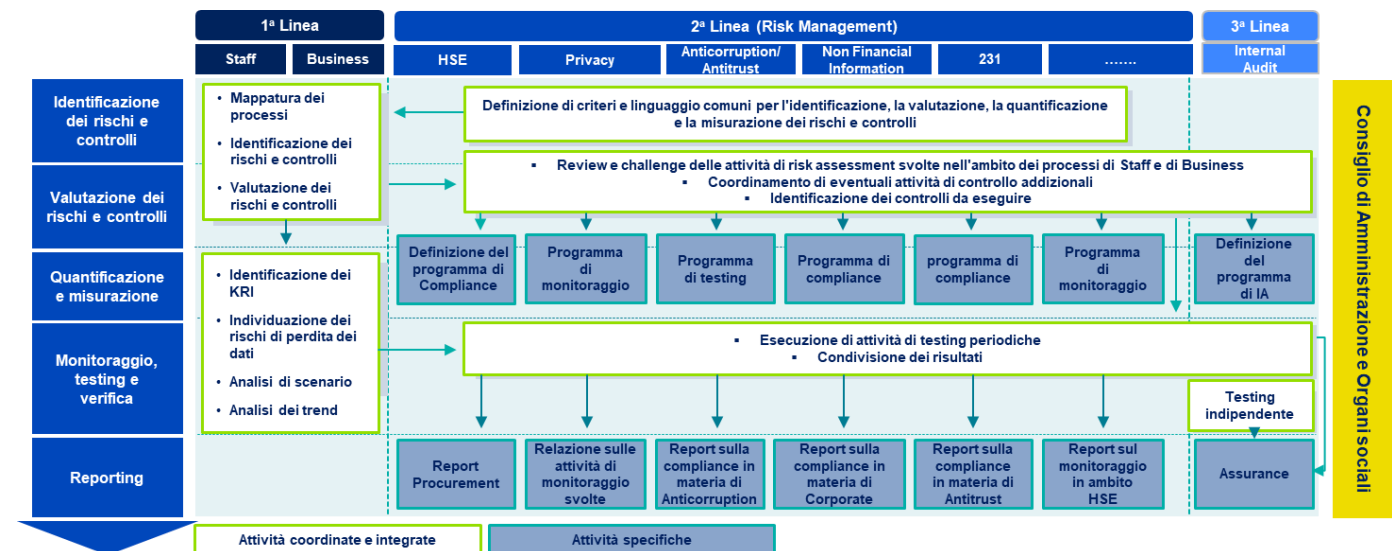 1ª Linea
2ª Linea (Risk Management)
3ª Linea
Staff
Business
HSE
Privacy
Anticorruption/
Antitrust
Non Financial
Information
231
.......
Internal
Audit
Identificazione
dei rischi e
controlli
• Mappatura dei
processi
• Identificazione dei
rischi e controlli
• Valutazione dei
rischi e controlli
Definizione di criteri e linguaggio comuni per l'identificazione, la valutazione, la quantificazione
e la misurazione dei rischi e controlli
Valutazione dei
rischi e controlli
▪ Review e challenge delle attività di risk assessment svolte nell'ambito dei processi di Staff e di Business
▪ Coordinamento di eventuali attività di controllo addizionali
▪ Identificazione dei controlli da eseguire
Quantificazione
e misurazione
Definizione del
programma di
Compliance
Programma
di
monitoraggio
Programma
di testing
Programma di
compliance
programma di
compliance
Programma
di
monitoraggio
Definizione
del
programma
di IA
• Identificazione dei
KRI
• Individuazione dei
rischi di perdita dei
dati
• Analisi di scenario
• Analisi dei trend
Monitoraggio,
testing e
verifica
▪ Esecuzione di attività di testing periodiche
▪ Condivisione dei risultati
Testing
indipendente
Reporting
Report
Procurement
Relazione sulle
attività di
monitoraggio
svolte
Report sulla
compliance in
materia di
Anticorruption
Report sulla
compliance in
materia di
Corporate
Report sulla
compliance
in materia di
Antitrust
Report sul
monitoraggio
in ambito
HSE
Assurance
Consiglio di Amministrazione e Organi sociali
Attività coordinate e integrate
Attività specifiche